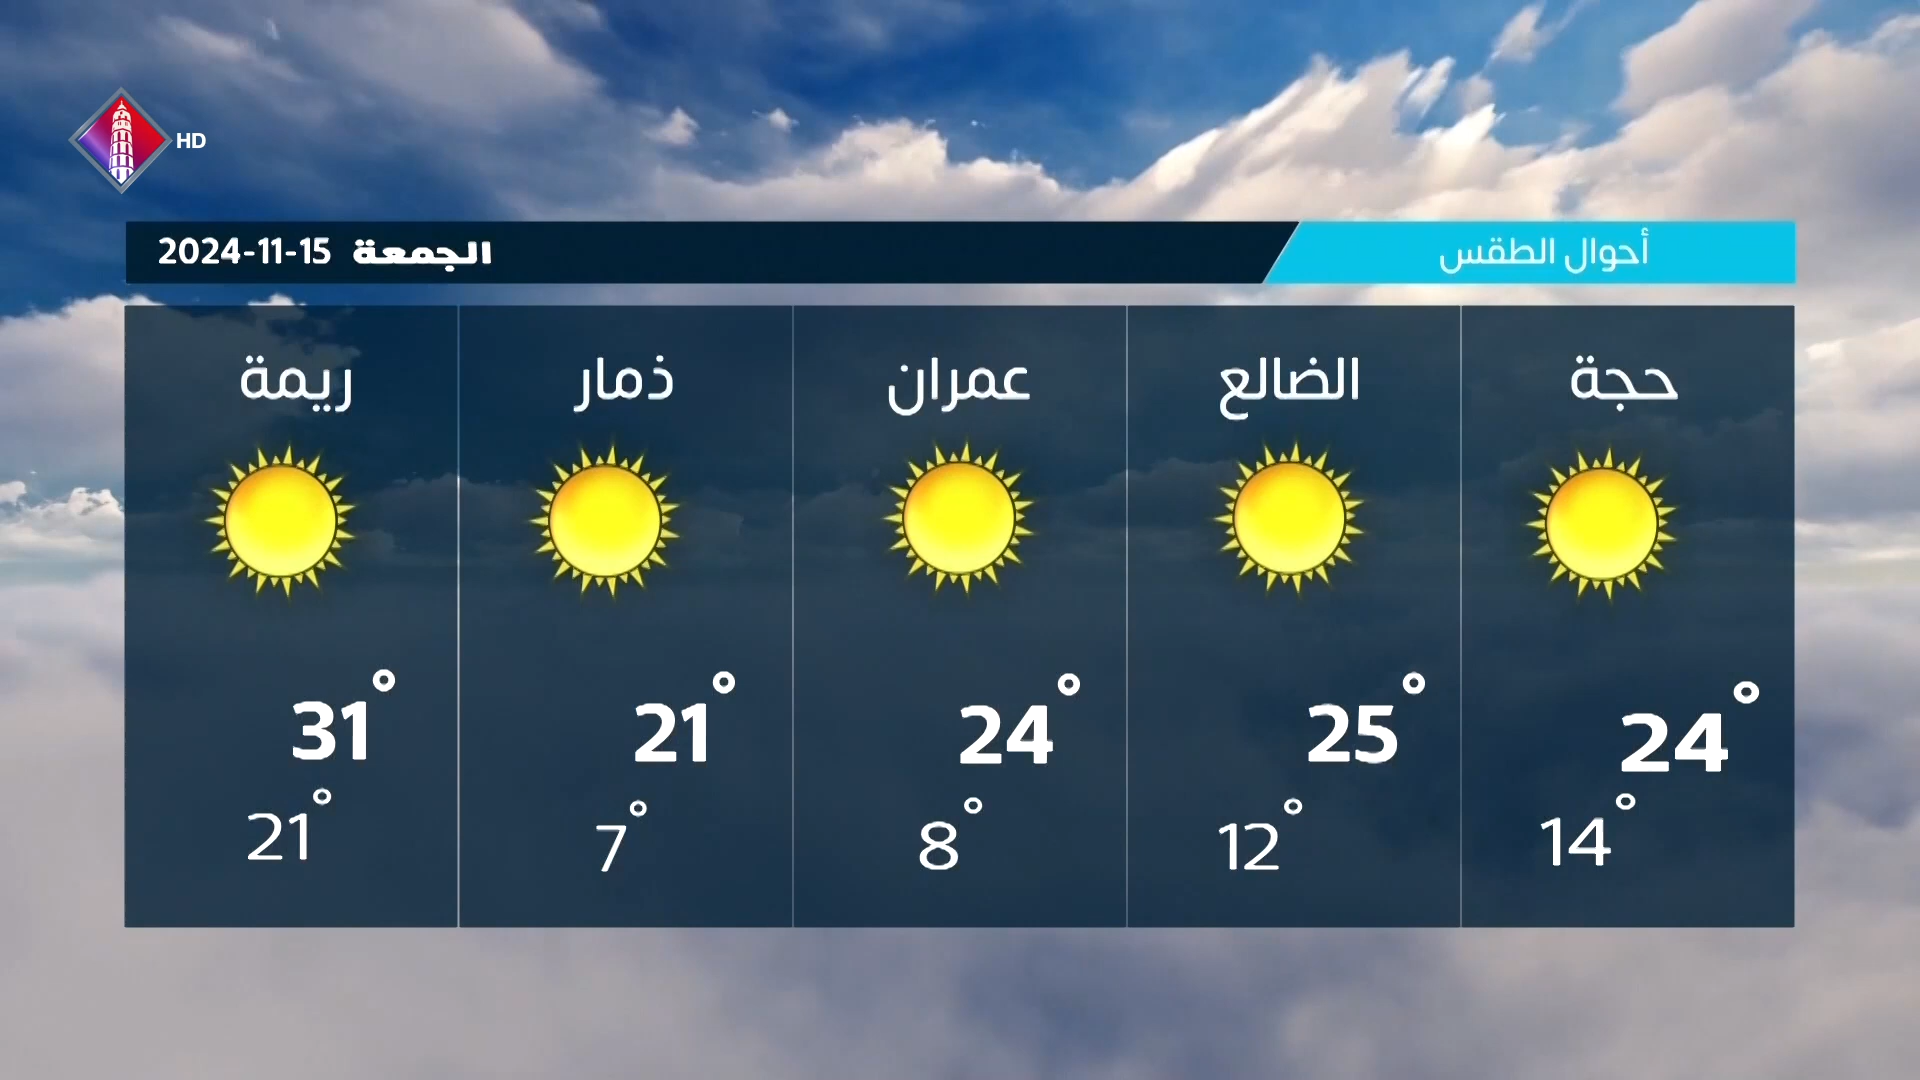 HD
أحوال الطقس
الجمعة 15-11-2024
حجة
الضالع
عمران
ذمار
ريمة
24°
25°
24°
21°
31°
14°
12°
8°
7°
21°